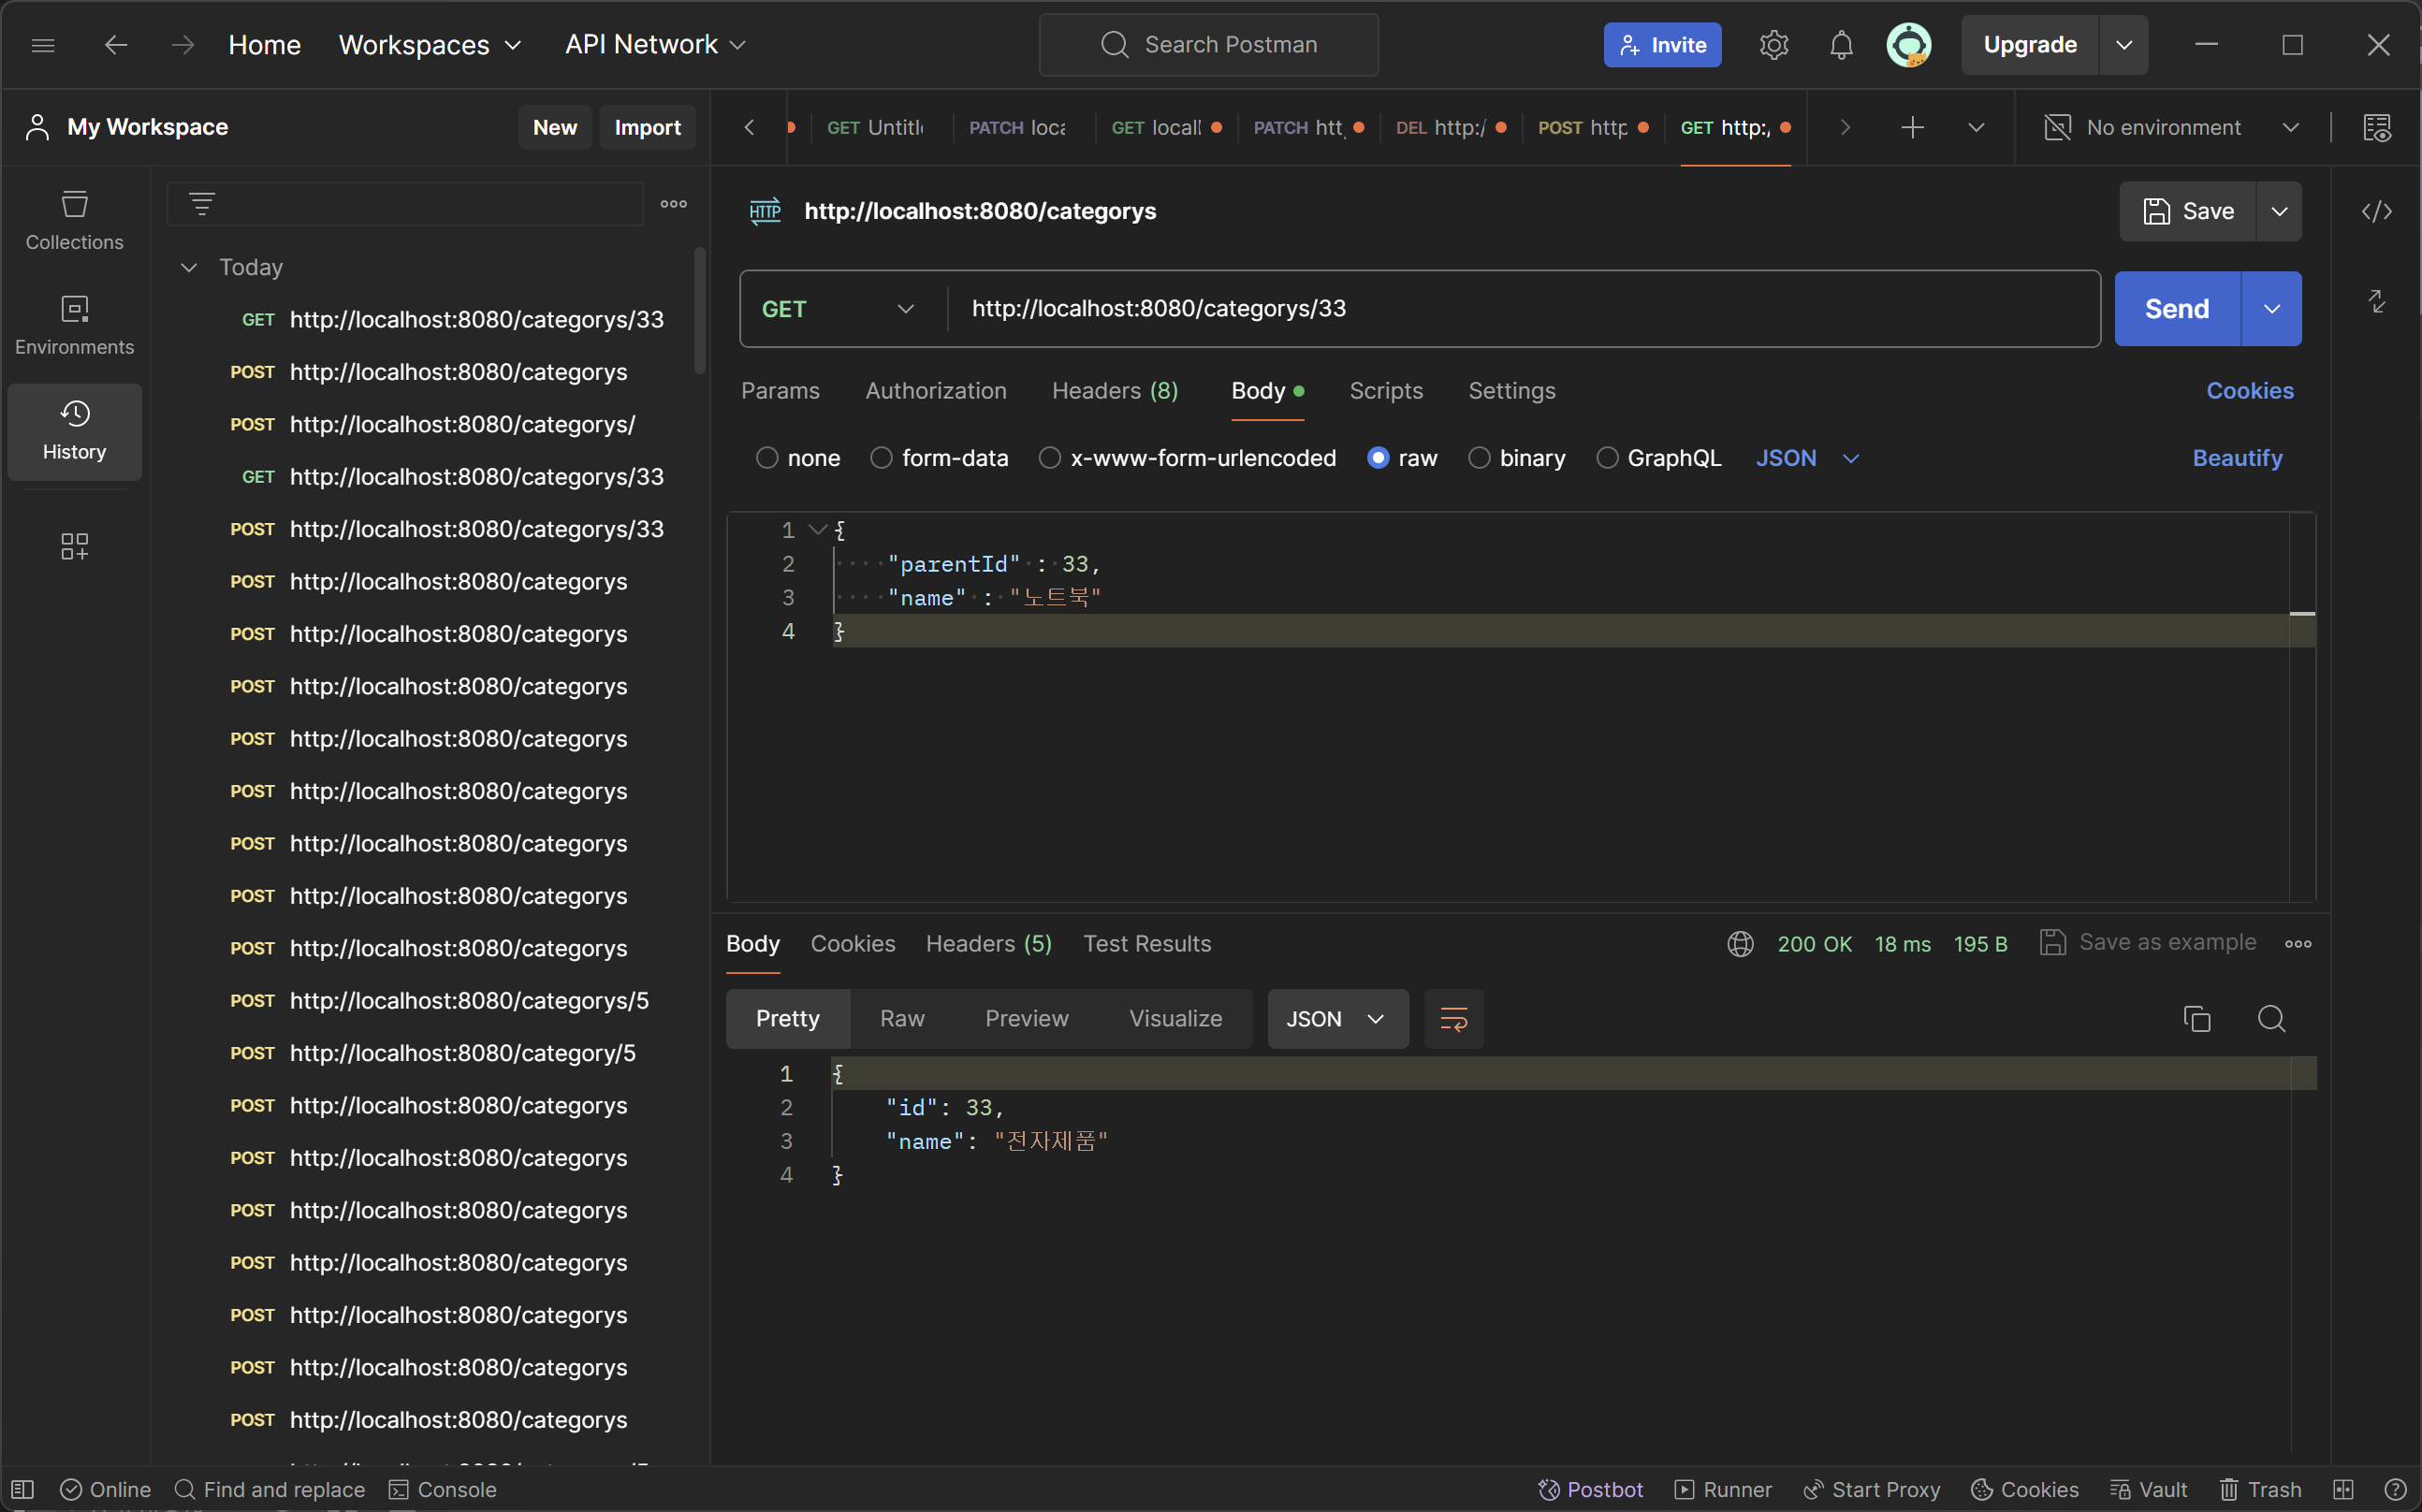 Home Workspaces API Network Search Postman Invite Upgrade
My Workspace New Import GET Untitl PATCH loca GET local PATCH htt DEL http:/ POST http GET http:/ No environment
Collections
Environments
History
Today
GET http://localhost:8080/categorys/33
POST http://localhost:8080/categorys
POST http://localhost:8080/categorys/
GET http://localhost:8080/categorys/33
POST http://localhost:8080/categorys/33
POST http://localhost:8080/categorys
POST http://localhost:8080/categorys
POST http://localhost:8080/categorys
POST http://localhost:8080/categorys
POST http://localhost:8080/categorys
POST http://localhost:8080/categorys
POST http://localhost:8080/categorys
POST http://localhost:8080/categorys
POST http://localhost:8080/categorys/5
POST http://localhost:8080/category/5
POST http://localhost:8080/categorys
POST http://localhost:8080/categorys
POST http://localhost:8080/categorys
POST http://localhost:8080/categorys
POST http://localhost:8080/categorys
POST http://localhost:8080/categorys
POST http://localhost:8080/categorys
HTTP http://localhost:8080/categorys Save </>
GET http://localhost:8080/categorys/33 Send
Params Authorization Headers (8) Body Scripts Settings Cookies
none form-data x-www-form-urlencoded raw binary GraphQL JSON Beautify
1 {
2 "parentId" : 33,
3 "name" : "노트북"
4 }
Body Cookies Headers (5) Test Results 200 OK 18 ms 195 B Save as example
Pretty Raw Preview Visualize JSON
1 {
2 "id": 33,
3 "name": "전자제품"
4 }
Online Find and replace Console Postbot Runner Start Proxy Cookies Vault Trash